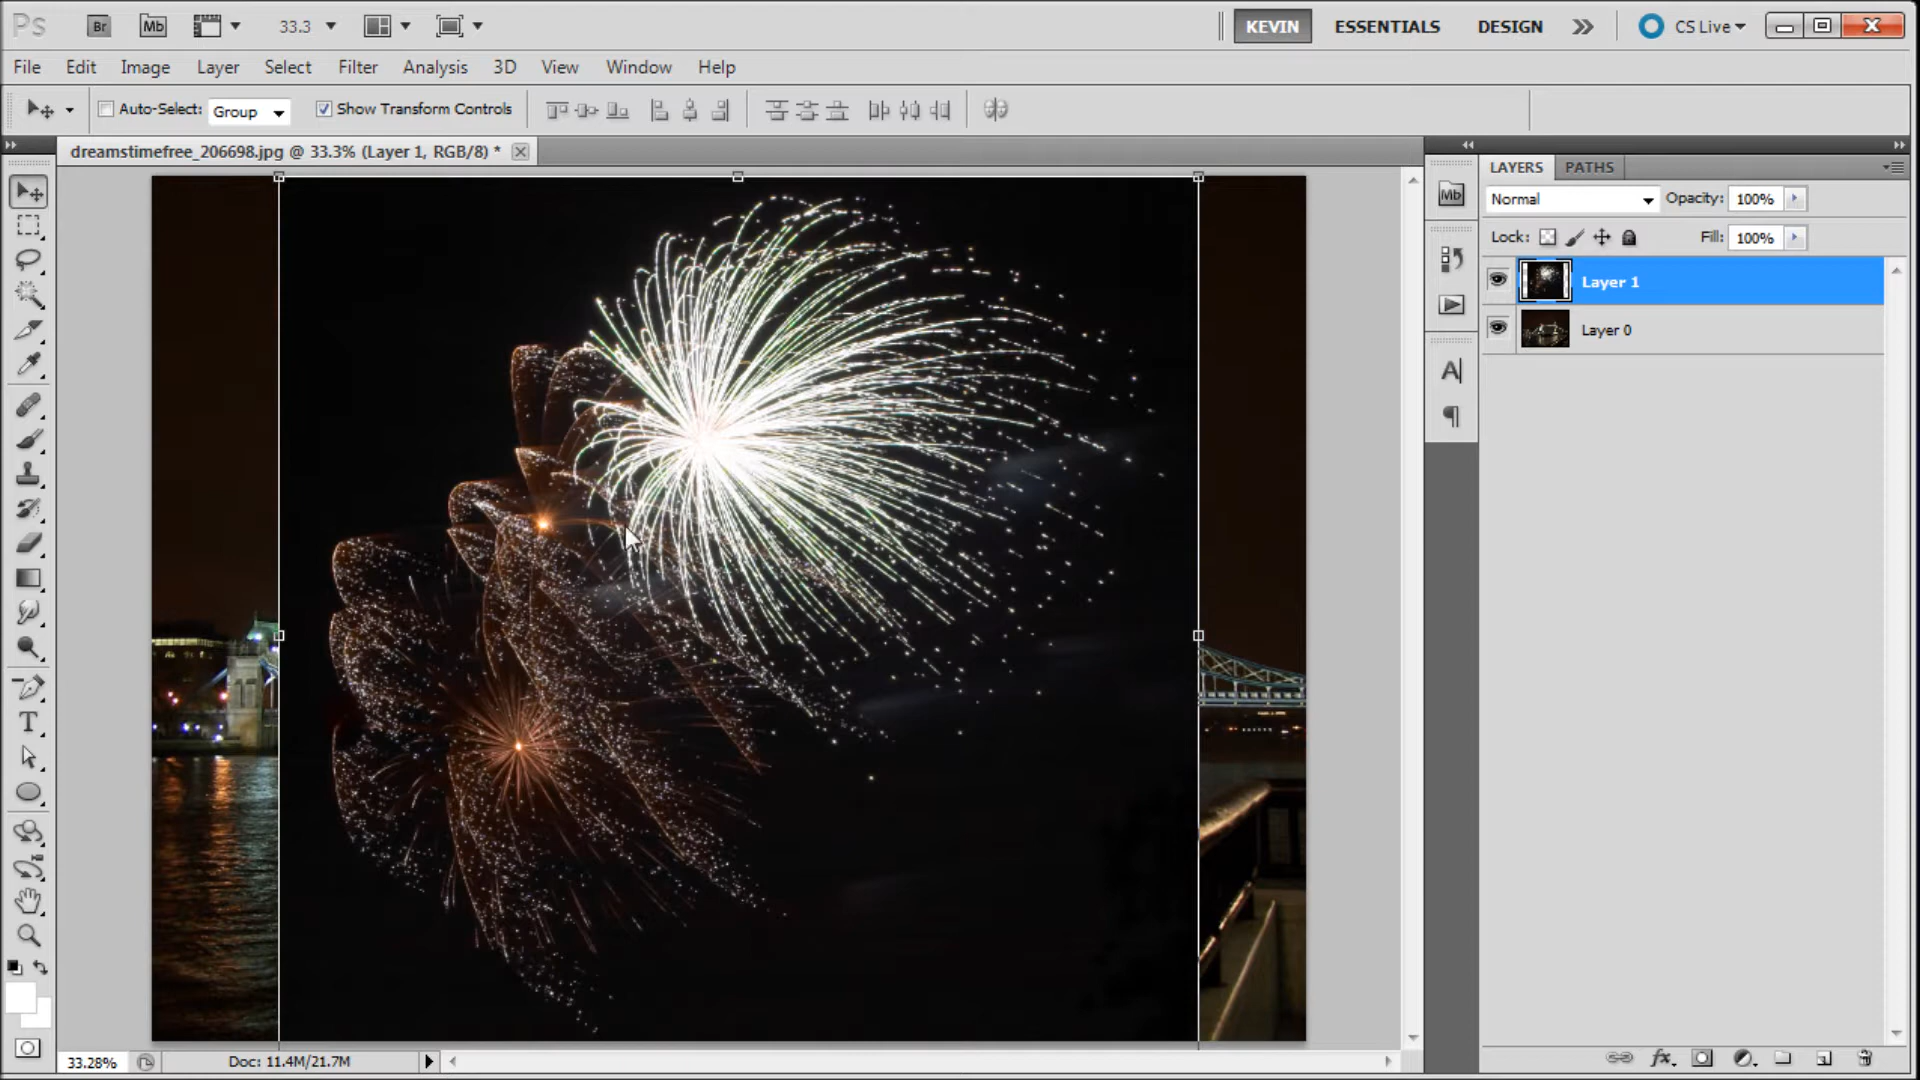 Ps Br Mb 33.3 KEVIN ESSENTIALS DESIGN CS Live
File Edit Image Layer Select Filter Analysis 3D View Window Help
Auto-Select: Group Show Transform Controls
dreamstimefree_206698.jpg @ 33.3% (Layer 1, RGB/8) *
LAYERS PATHS
Mb
Normal Opacity: 100%
Lock: Fill: 100%
Layer 1
Layer 0
A
T
33.28% Doc: 11.4M/21.7M
fx